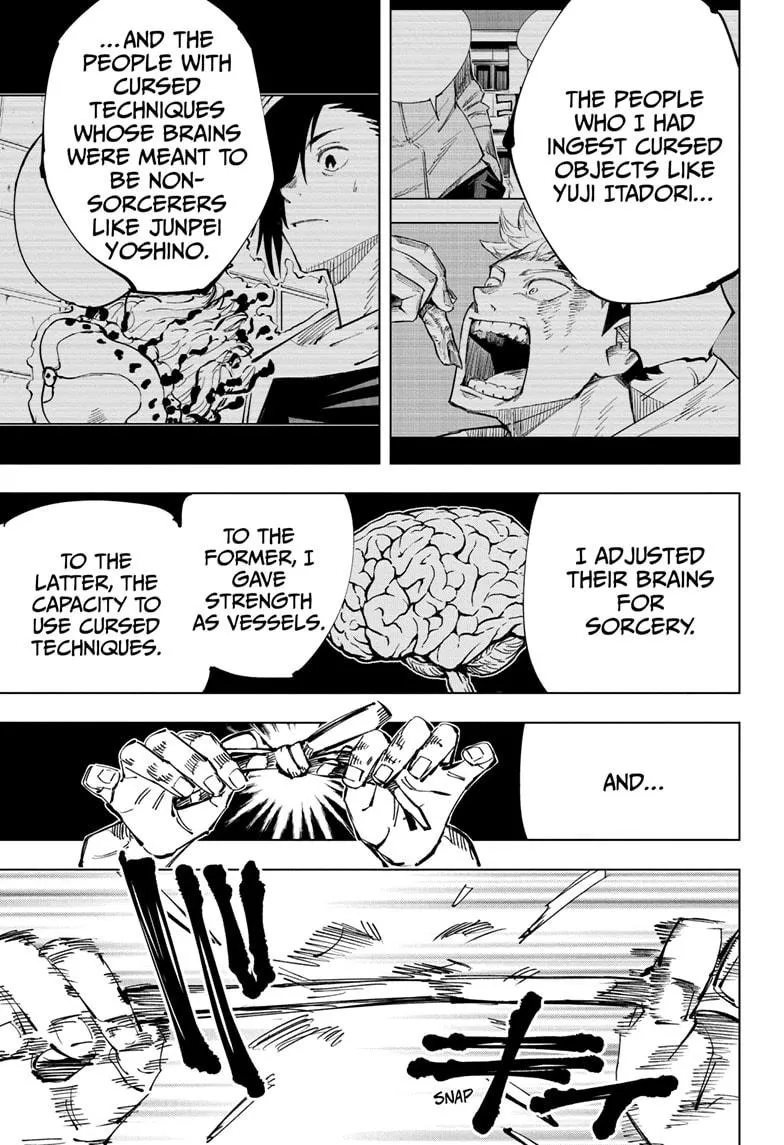 THE PEOPLE
WHO I HAD
INGEST CURSED
OBJECTS LIKE
YUJI ITADORI...
...AND THE
PEOPLE WITH
CURSED
TECHNIQUES
WHOSE BRAINS
WERE MEANT TO
BE NON-
SORCERERS
LIKE JUNPEI
YOSHINO.
I ADJUSTED
THEIR BRAINS
FOR
SORCERY.
TO THE
FORMER, I
GAVE
STRENGTH
AS VESSELS.
TO THE
LATTER, THE
CAPACITY TO
USE CURSED
TECHNIQUES.
AND...
SNAP